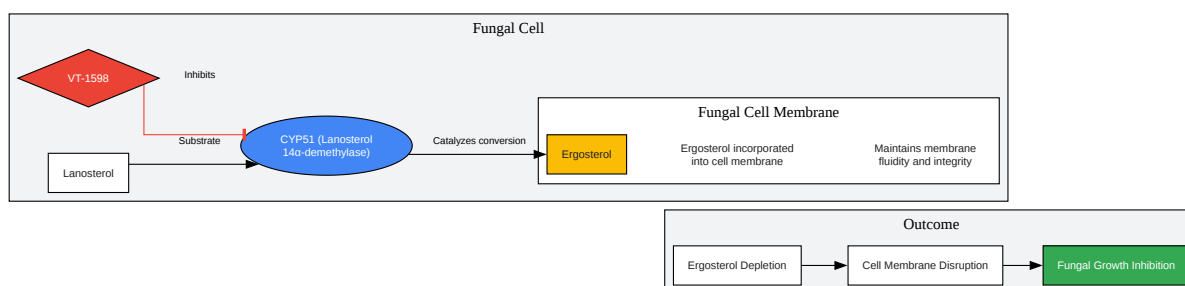 Fungal Cell
VT-1598
Inhibits
Substrate
Lanosterol
CYP51 (Lanosterol
14α-demethylase)
Catalyzes conversion
Fungal Cell Membrane
Ergosterol
Ergosterol incorporated
into cell membrane
Maintains membrane
fluidity and integrity
Outcome
Ergosterol Depletion
Cell Membrane Disruption
Fungal Growth Inhibition